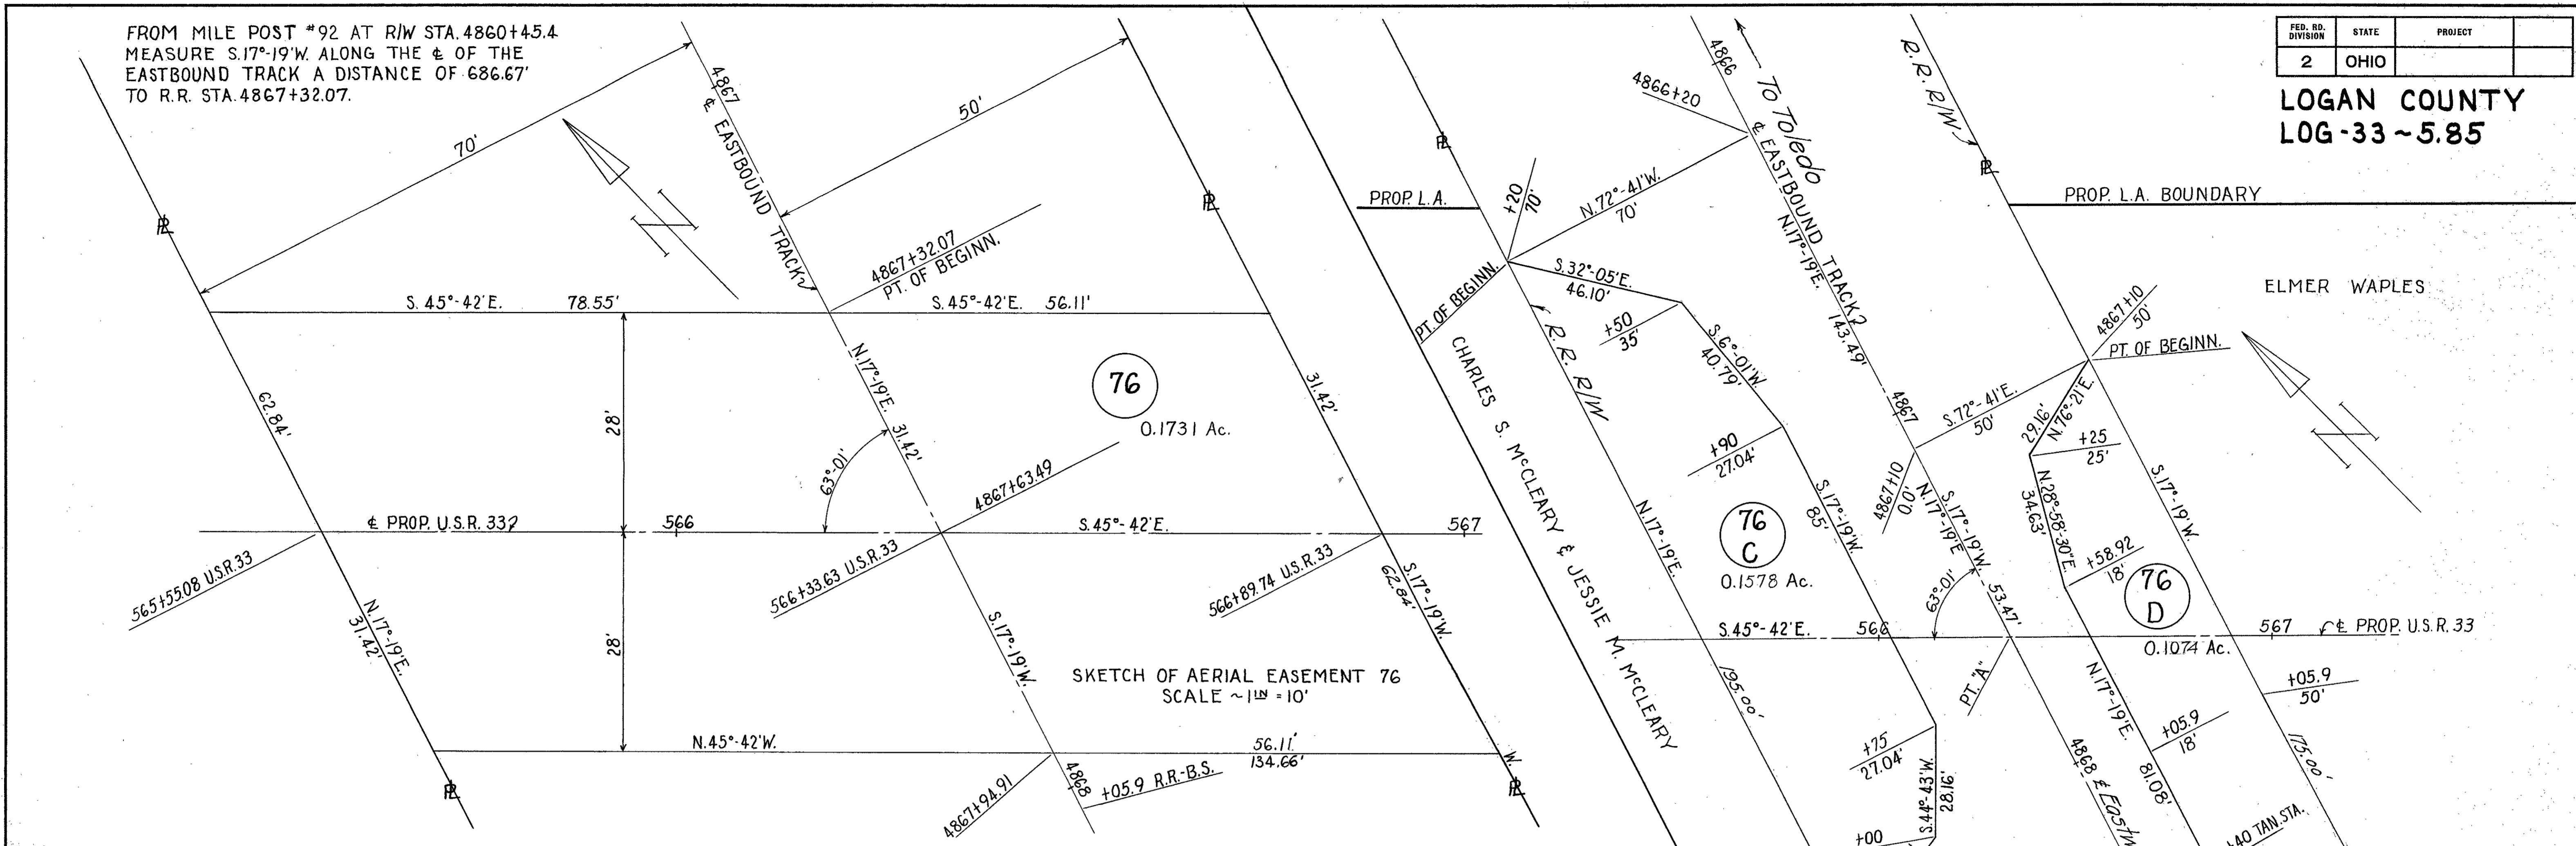 FROM MILE POST #92 AT R/W STA. 4860+45.4
MEASURE S.17°-19'W. ALONG THE ℄ OF THE
EASTBOUND TRACK A DISTANCE OF 686.67'
TO R.R. STA. 4867+32.07.
70'
4867
℄ EASTBOUND TRACK
50'
℄ PROP. U.S.R. 33
4867+32.07
PT. OF BEGINN.
S. 45°-42'E. 78.55'
S. 45°-42'E. 56.11'
62.84'
28'
N.17°-19'E.
31.42'
63°-01'
76
0.1731 Ac.
31.42'
4867+63.49
566
S.45°-42'E.
567
565+55.08 U.S.R.33
566+33.63 U.S.R.33
566+89.74 U.S.R.33
N.17°-19'E.
31.42'
28'
S.17°-19'W.
S.17°-19'W.
62.84'
SKETCH OF AERIAL EASEMENT 76
SCALE ~ 1IN = 10'
N.45°-42'W.
56.11'
134.66'
4867+94.91
4868
+05.9 R.R.-B.S.
W.
PL
PL
PL
PL
N
PL
PROP. L.A.
+20
70'
4866+20
4866
To Toledo
℄ EASTBOUND TRACK
N.17°-19'E.
143.49'
N.72°-41'W.
70'
PT. OF BEGINN.
S.32°-05'E.
46.10'
+50
35'
S.6°-01'W.
40.79'
+90
27.04'
R.R. R/W
CHARLES S. McCLEARY & JESSIE M. McCLEARY
N.17°-19'E.
195.00'
76
C
0.1578 Ac.
S.17°-19'W.
85'
S.45°-42'E.
566
+75
27.04'
S.44°-43'W.
28.16'
+00
R.R. R/W
PL
PROP. L.A. BOUNDARY
ELMER WAPLES
4867
S.72°-41'E.
50'
4867+10
50'
PT. OF BEGINN.
4867+10
0.0'
29.16'
N.76°-21'E.
+25
25'
N.28°-58'-30"E.
34.63'
S.17°-19'W.
N.17°-19'E.
53.47'
63°-01'
+58.92
18'
76
D
0.1074 Ac.
S.17°-19'W.
175.00'
567
℄ PROP. U.S.R. 33
PT. "A"
N.17°-19'E.
81.08'
+05.9
18'
+05.9
50'
4868
℄ Eastw
+40 TAN. STA.
N
FED. RD. DIVISION
STATE
PROJECT
2
OHIO
LOGAN COUNTY
LOG-33~5.85